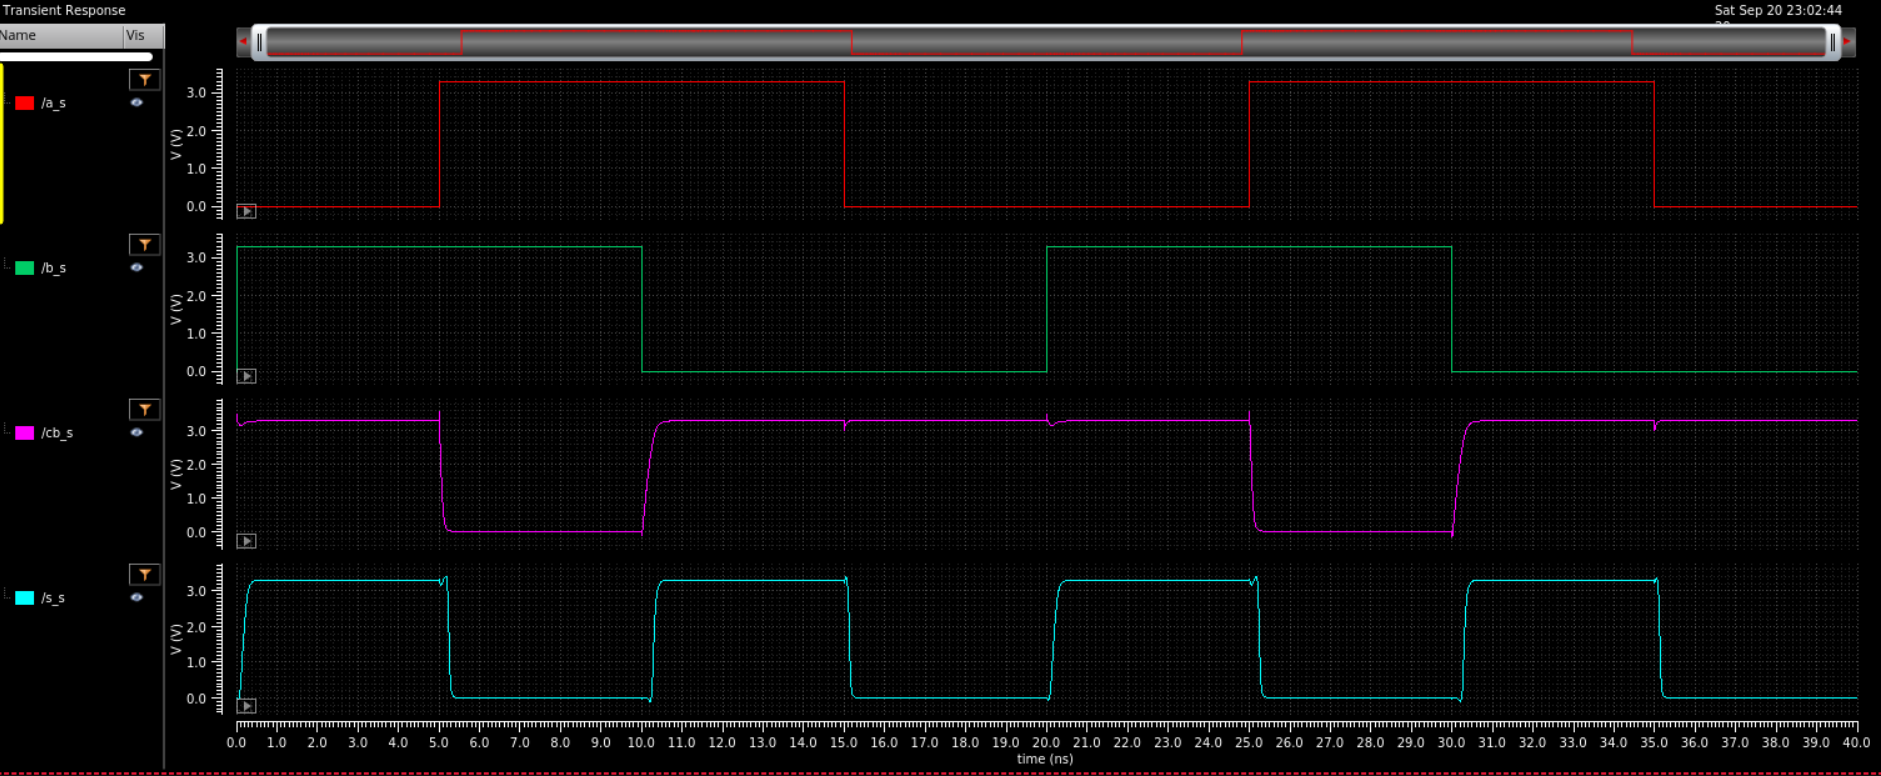 Transient Response
Sat Sep 20 23:02:44
Name Vis
/a_s
V (V)
3.0
2.0
1.0
0.0
/b_s
V (V)
3.0
2.0
1.0
0.0
/cb_s
V (V)
3.0
2.0
1.0
0.0
/s_s
V (V)
3.0
2.0
1.0
0.0
0.0 1.0 2.0 3.0 4.0 5.0 6.0 7.0 8.0 9.0 10.0 11.0 12.0 13.0 14.0 15.0 16.0 17.0 18.0 19.0 20.0 21.0 22.0 23.0 24.0 25.0 26.0 27.0 28.0 29.0 30.0 31.0 32.0 33.0 34.0 35.0 36.0 37.0 38.0 39.0 40.0
time (ns)